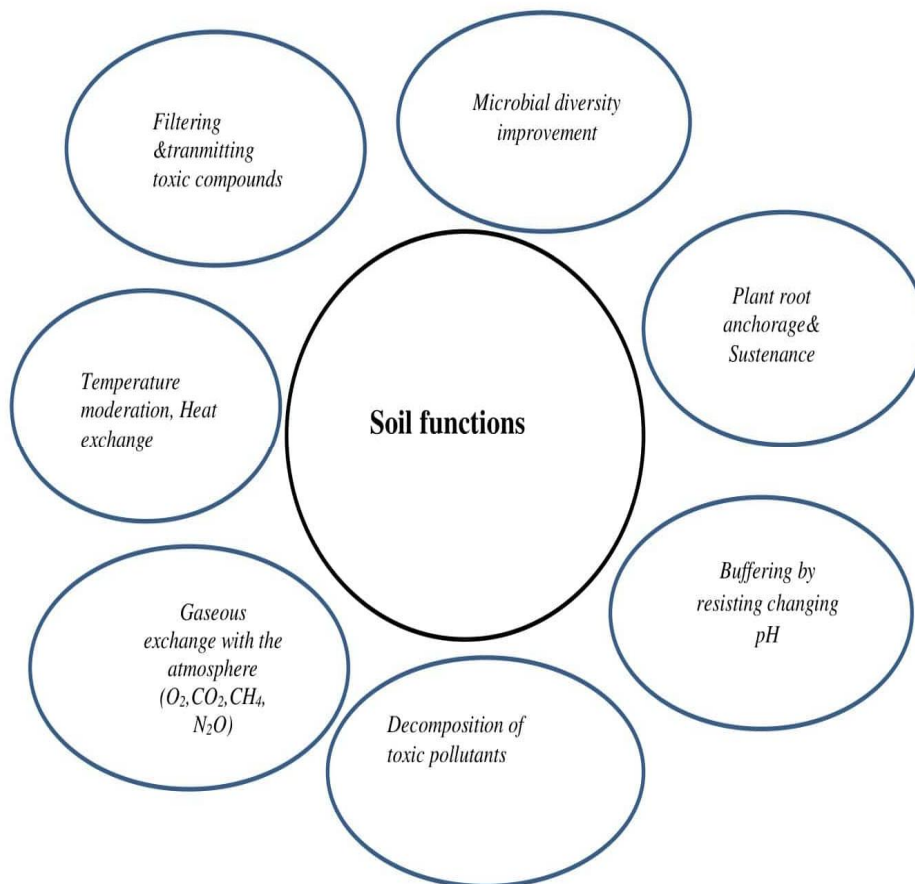 Filtering
&tranmitting
toxic compounds
Microbial diversity
improvement
Plant root
anchorage&
Sustenance
Temperature
moderation, Heat
exchange
Soil functions
Buffering by
resisting changing
pH
Gaseous
exchange with the
atmosphere
(O₂,CO₂,CH₄,
N₂O)
Decomposition of
toxic pollutants